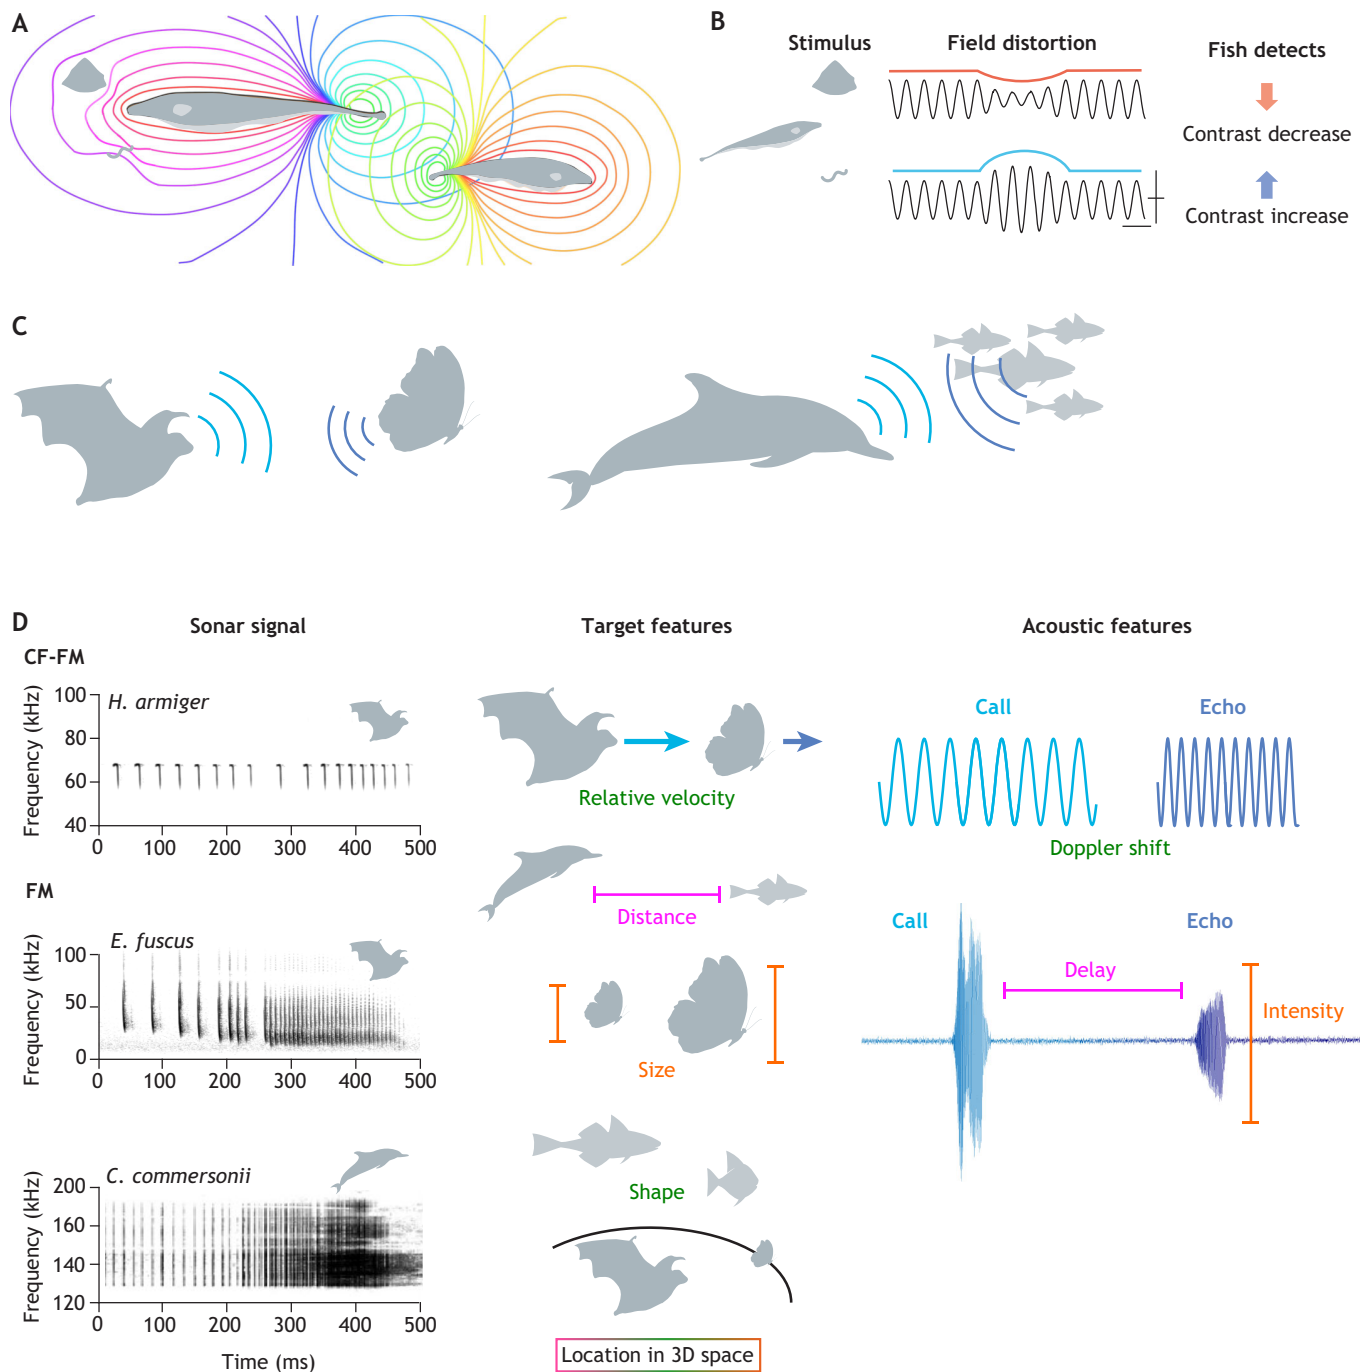 A
B
Stimulus
Field distortion
Fish detects
Contrast decrease
Contrast increase
C
D
Sonar signal
Target features
Acoustic features
CF-FM
Frequency (kHz)
100
80
60
40
H. armiger
0 100 200 300 400 500
Relative velocity
Call
Echo
Doppler shift
FM
Frequency (kHz)
100
50
0
E. fuscus
0 100 200 300 400 500
Distance
Size
Call
Echo
Delay
Intensity
Frequency (kHz)
200
160
140
120
C. commersonii
0 100 200 300 400 500
Time (ms)
Shape
Location in 3D space